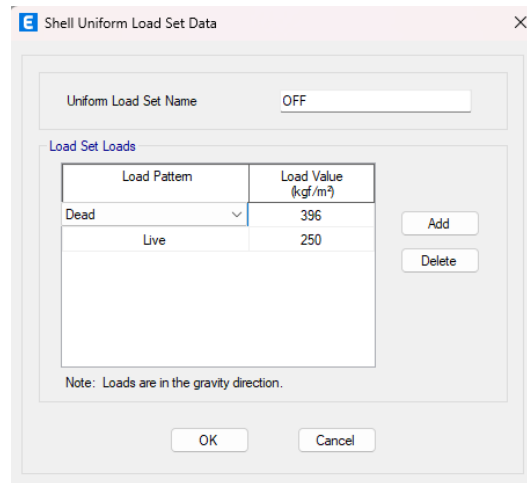 E Shell Uniform Load Set Data
Uniform Load Set Name OFF
Load Set Loads
Load Pattern Load Value (kgf/m²)
Dead 396
Live 250
Add
Delete
Note: Loads are in the gravity direction.
OK Cancel